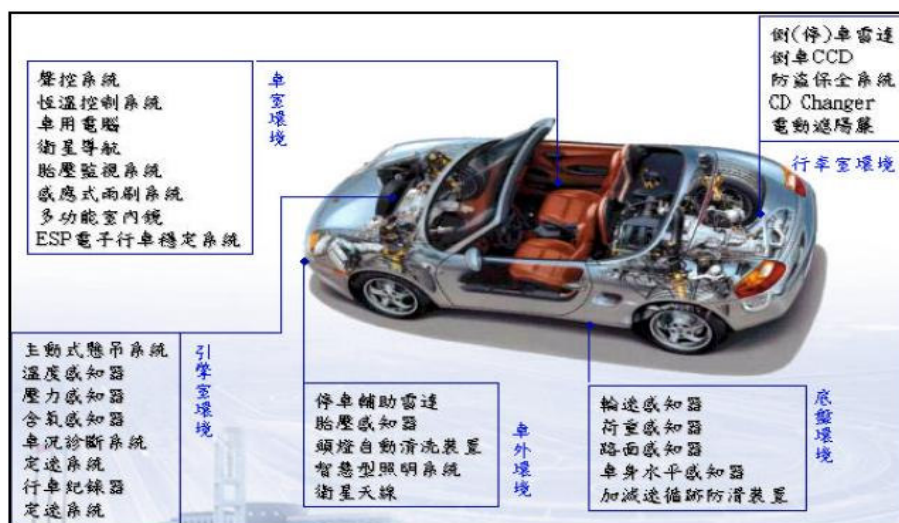 聲控系統
恆溫控制系統
車用電腦
衛星導航
胎壓監視系統
感應式雨刷系統
多功能室內鏡
ESP電子行車穩定系統
車室環境
倒(停)車雷達
倒車CCD
防盜保全系統
CD Changer
電動遮陽簾
行車室環境
主動式懸吊系統
溫度感知器
壓力感知器
含氧感知器
車況診斷系統
定速系統
行車紀錄器
定速系統
引擎室環境
停車輔助雷達
胎壓感知器
頭燈自動清洗裝置
智慧型照明系統
衛星天線
車外環境
輪速感知器
荷重感知器
路面感知器
車身水平感知器
加減速循跡防滑裝置
底盤環境